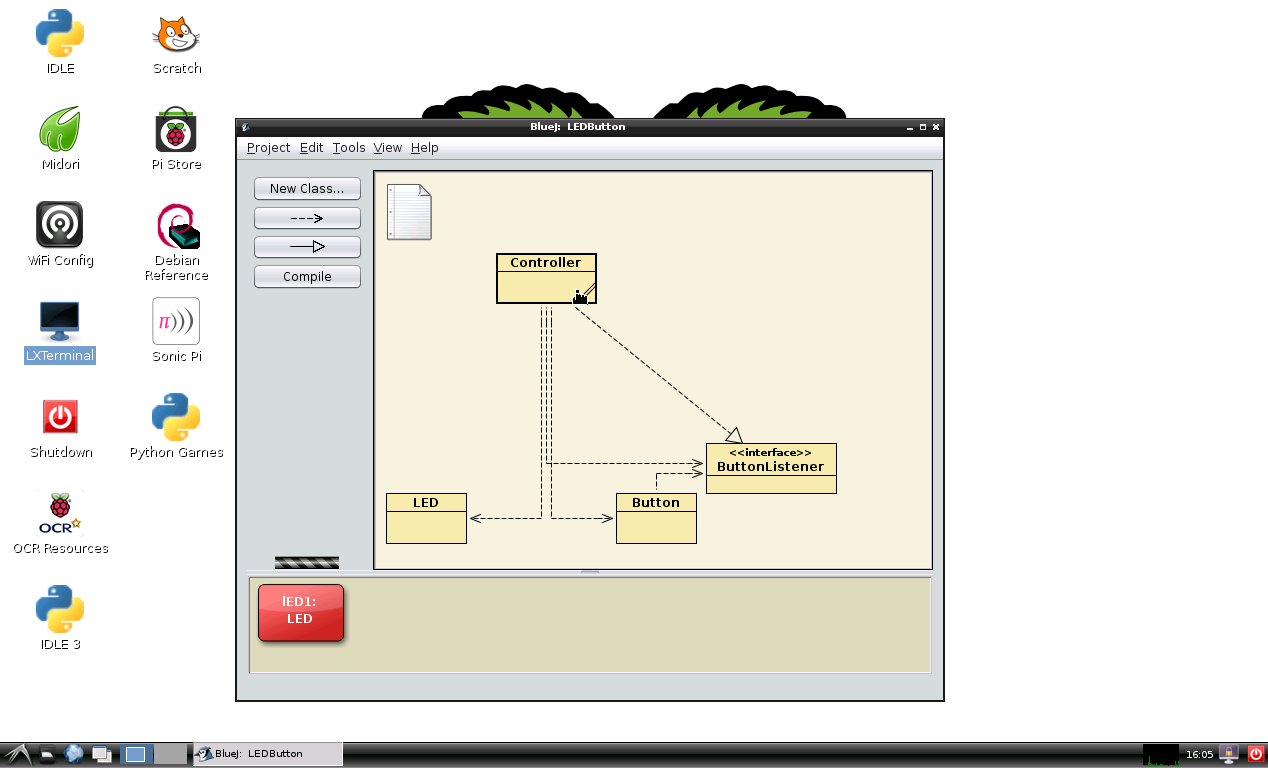 IDLE
Scratch
Midori
Pi Store
WiFi Config
Debian
Reference
LXTerminal
π)))
Sonic Pi
Shutdown
Python Games
OCR
OCR Resources
IDLE 3
BlueJ: LEDButton
Project Edit Tools View Help
New Class...
Compile
Controller
<<interface>>
ButtonListener
LED
Button
lED1:
LED
BlueJ: LEDButton
16:05